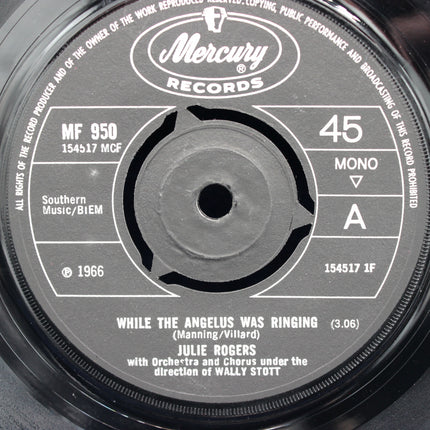 ALL RIGHTS OF THE RECORD PRODUCER AND OF THE OWNER OF THE WORK REPRODUCED RESERVED. COPYING, PUBLIC PERFORMANCE AND BROADCASTING OF THIS RECORD PROHIBITED
Mercury
®
RECORDS
MF 950
154517 MCF
45
MONO
Southern
Music/BIEM
A
℗ 1966
154517 1F
WHILE THE ANGELUS WAS RINGING (3.06)
(Manning/Villard)
JULIE ROGERS
with Orchestra and Chorus under the
direction of WALLY STOTT